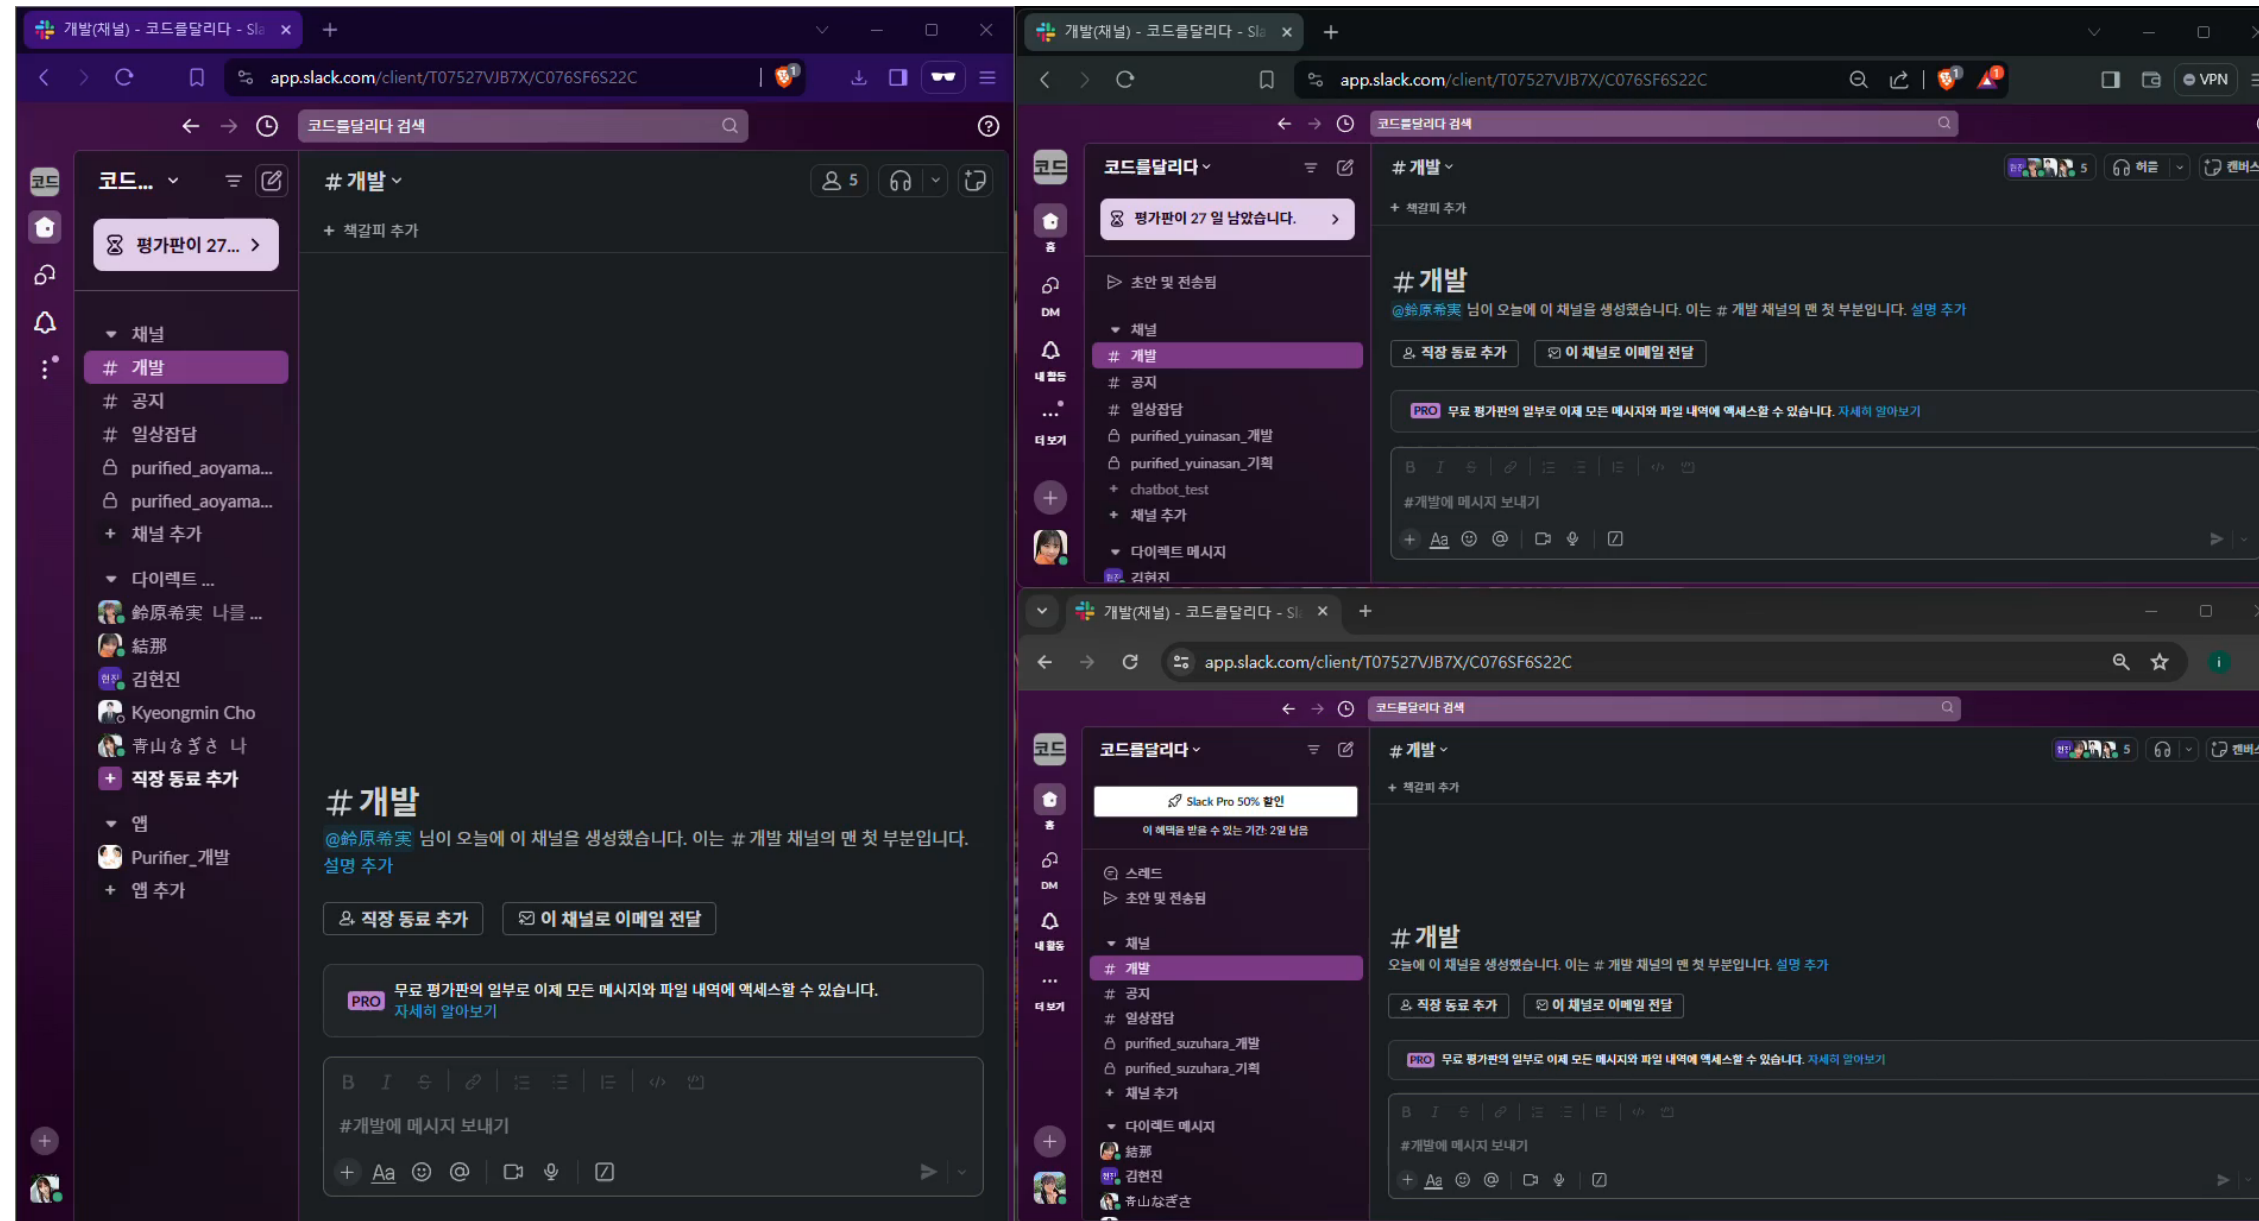 개발(채널) - 코드를달리다 - Sla
app.slack.com/client/T07527VJB7X/C076SF6S22C
1
코드를달리다 검색
코드
코드...
평가판이 27...
채널
# 개발
# 공지
# 일상잡담
purified_aoyama...
purified_aoyama...
+ 채널 추가
다이렉트 ...
鈴原希実 나를 ...
結那
김현진
Kyeongmin Cho
青山なぎさ 나
+ 직장 동료 추가
앱
Purifier_개발
+ 앱 추가
# 개발
5
+ 책갈피 추가
# 개발
@鈴原希実 님이 오늘에 이 채널을 생성했습니다. 이는 # 개발 채널의 맨 첫 부분입니다.
설명 추가
직장 동료 추가
이 채널로 이메일 전달
PRO
무료 평가판의 일부로 이제 모든 메시지와 파일 내역에 액세스할 수 있습니다.
자세히 알아보기
B I S
#개발에 메시지 보내기
+ Aa @
개발(채널) - 코드를달리다 - Sla
app.slack.com/client/T07527VJB7X/C076SF6S22C
1
1
VPN
코드를달리다 검색
코드
홈
DM
내 활동
더 보기
코드를달리다
평가판이 27 일 남았습니다.
초안 및 전송됨
채널
# 개발
# 공지
# 일상잡담
purified_yuinasan_개발
purified_yuinasan_기획
+ chatbot_test
+ 채널 추가
다이렉트 메시지
김현진
# 개발
5
허들
캔버스
+ 책갈피 추가
# 개발
@鈴原希実 님이 오늘에 이 채널을 생성했습니다. 이는 # 개발 채널의 맨 첫 부분입니다. 설명 추가
직장 동료 추가
이 채널로 이메일 전달
PRO 무료 평가판의 일부로 이제 모든 메시지와 파일 내역에 액세스할 수 있습니다. 자세히 알아보기
B I S
#개발에 메시지 보내기
+ Aa @
개발(채널) - 코드를달리다 - Sl
app.slack.com/client/T07527VJB7X/C076SF6S22C
i
코드를달리다 검색
코드
홈
DM
내 활동
더 보기
코드를달리다
Slack Pro 50% 할인
이 혜택을 받을 수 있는 기간: 2일 남음
스레드
초안 및 전송됨
채널
# 개발
# 공지
# 일상잡담
purified_suzuhara_개발
purified_suzuhara_기획
+ 채널 추가
다이렉트 메시지
結那
김현진
青山なぎさ
# 개발
5
캔버스
+ 책갈피 추가
# 개발
오늘에 이 채널을 생성했습니다. 이는 # 개발 채널의 맨 첫 부분입니다. 설명 추가
직장 동료 추가
이 채널로 이메일 전달
PRO 무료 평가판의 일부로 이제 모든 메시지와 파일 내역에 액세스할 수 있습니다. 자세히 알아보기
B I S
#개발에 메시지 보내기
+ Aa @